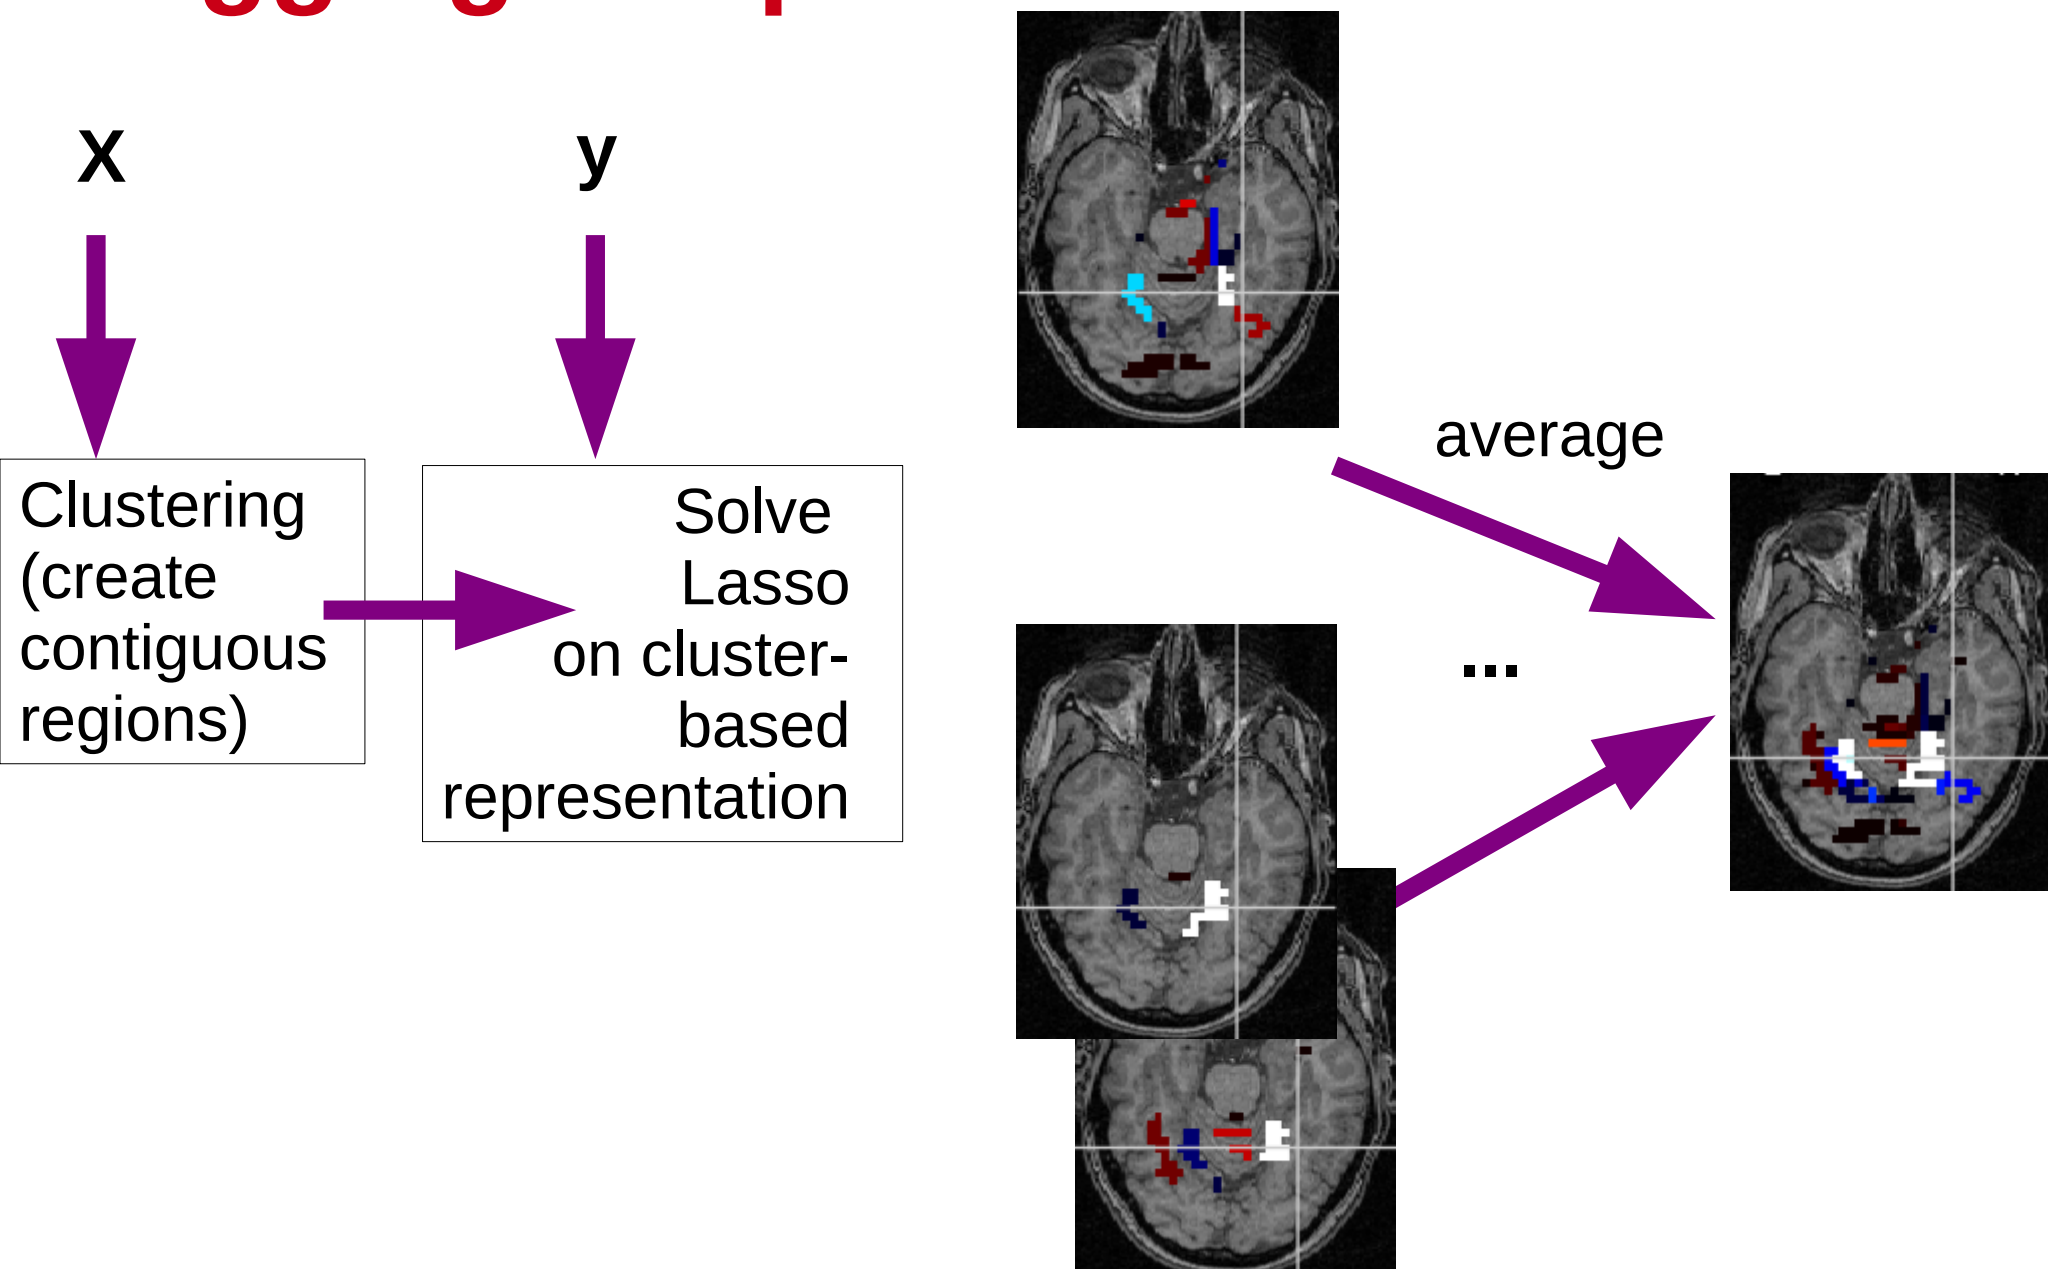 X
y
Clustering
(create
contiguous
regions)
Solve
Lasso
on cluster-
based
representation
average
...